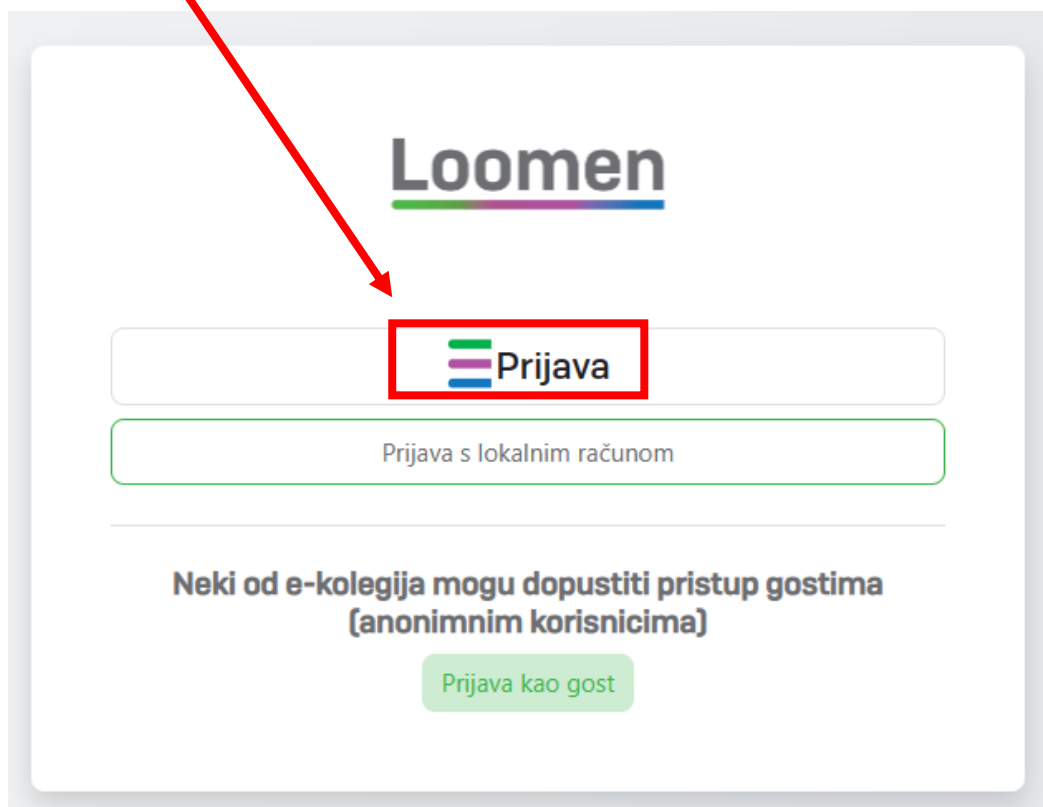 Loomen
Prijava
Prijava s lokalnim računom
Neki od e-kolegija mogu dopustiti pristup gostima
(anonimnim korisnicima)
Prijava kao gost